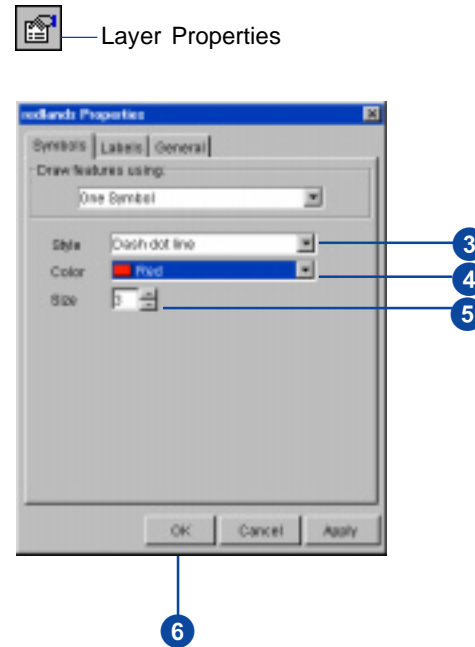 Layer Properties
redlands Properties
Symbols Labels General
Draw features using:
One Symbol
Style Dash dot line 3
Color Red 4
Size 3 5
OK Cancel Apply
6